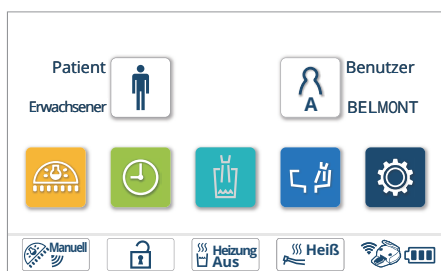 Patient
Benutzer
Erwachsener
A
BELMONT
Manuell
Heizung
Aus
Heiß